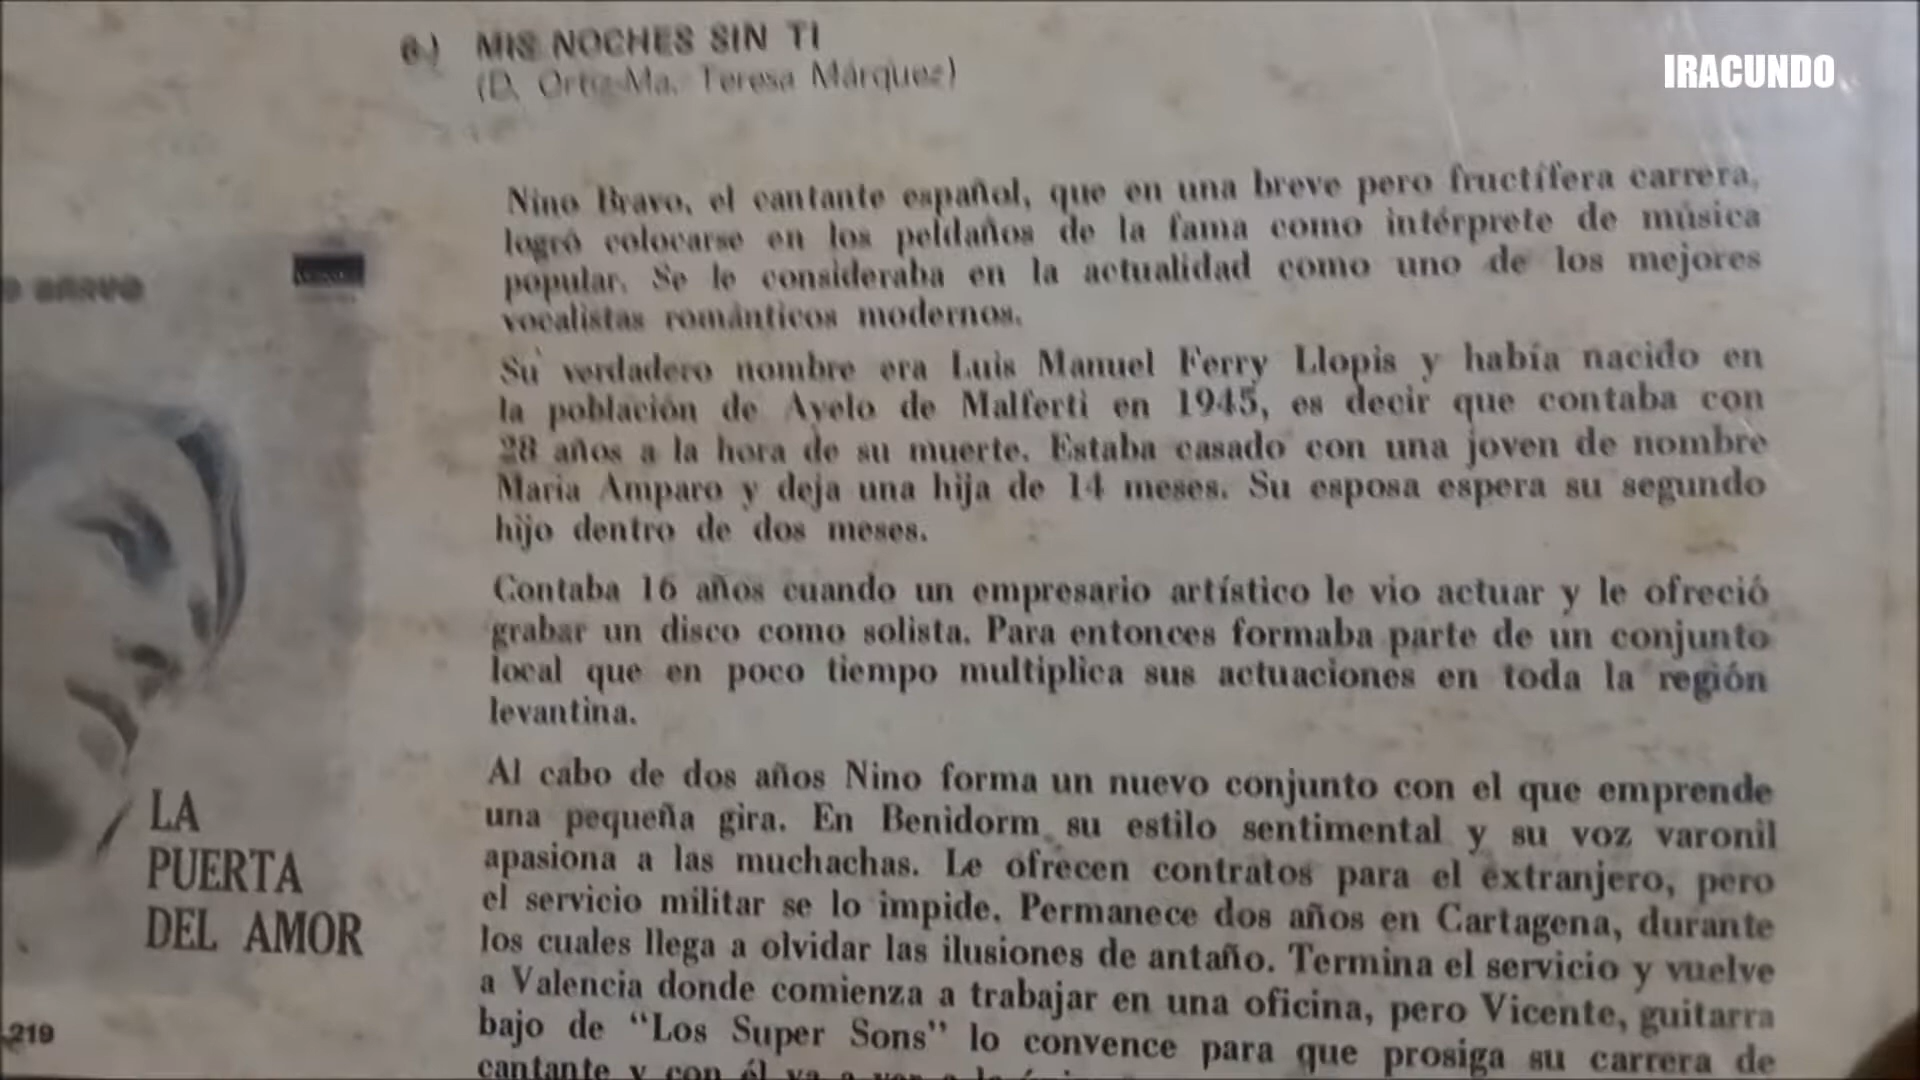 6.) MIS NOCHES SIN TI
(D. Ortiz-Ma. Teresa Márquez)
IRACUNDO
Nino Bravo, el cantante español, que en una breve pero fructífera carrera,
logró colocarse en los peldaños de la fama como intérprete de música
popular. Se le consideraba en la actualidad como uno de los mejores
vocalistas románticos modernos.
Su verdadero nombre era Luis Manuel Ferry Llopis y había nacido en
la población de Ayelo de Malferti en 1945, es decir que contaba con
28 años a la hora de su muerte. Estaba casado con una joven de nombre
María Amparo y deja una hija de 14 meses. Su esposa espera su segundo
hijo dentro de dos meses.
Contaba 16 años cuando un empresario artístico le vio actuar y le ofreció
grabar un disco como solista. Para entonces formaba parte de un conjunto
local que en poco tiempo multiplica sus actuaciones en toda la región
levantina.
Al cabo de dos años Nino forma un nuevo conjunto con el que emprende
una pequeña gira. En Benidorm su estilo sentimental y su voz varonil
apasiona a las muchachas. Le ofrecen contratos para el extranjero, pero
el servicio militar se lo impide. Permanece dos años en Cartagena, durante
los cuales llega a olvidar las ilusiones de antaño. Termina el servicio y vuelve
a Valencia donde comienza a trabajar en una oficina, pero Vicente, guitarra
bajo de "Los Super Sons" lo convence para que prosiga su carrera de
cantante y con él va a ver a
BRAVO
LA
PUERTA
DEL AMOR
-219